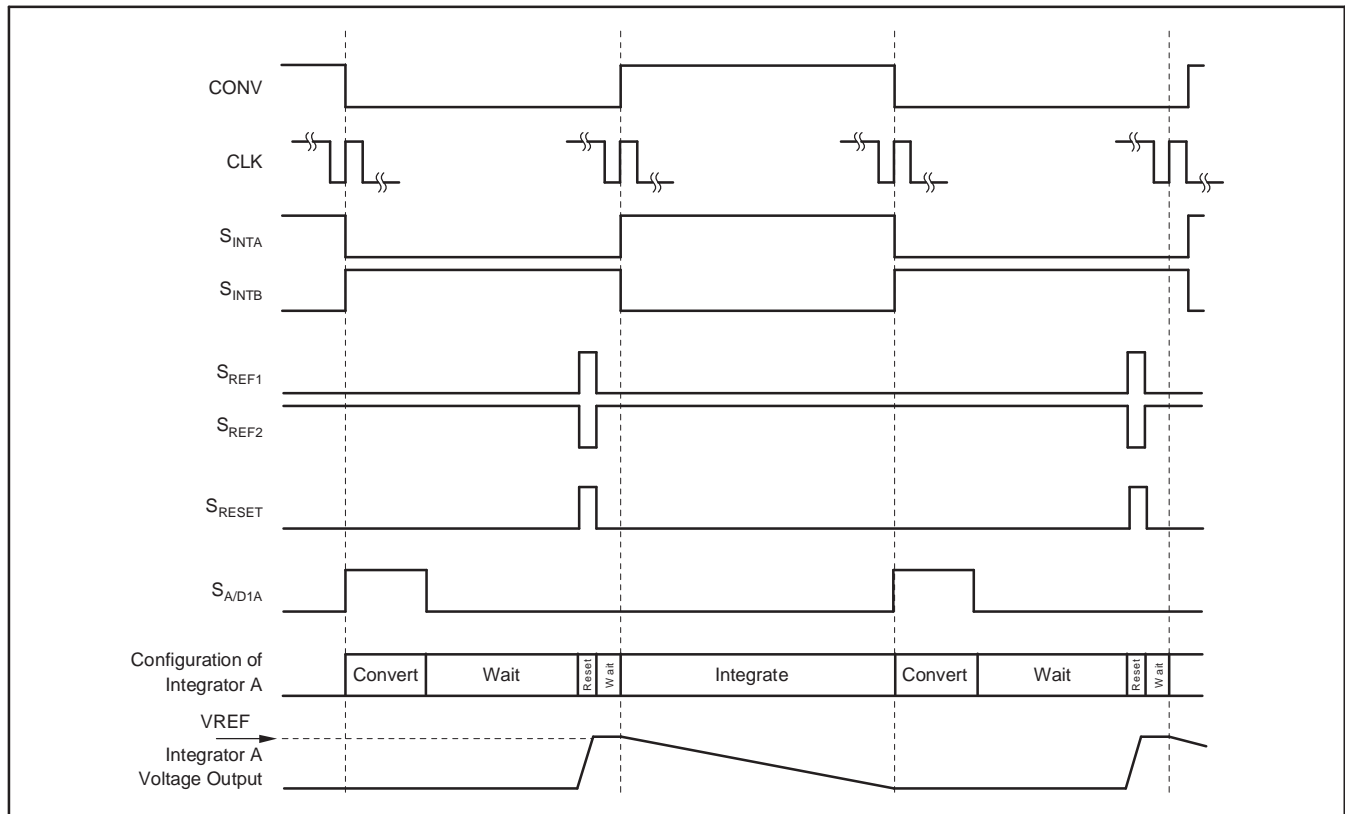 CONV
CLK
SINTA
SINTB
SREF1
SREF2
SRESET
SA/D1A
Configuration of
Integrator A
Convert Wait Reset Wait Integrate Convert Wait Reset Wait
VREF
Integrator A
Voltage Output